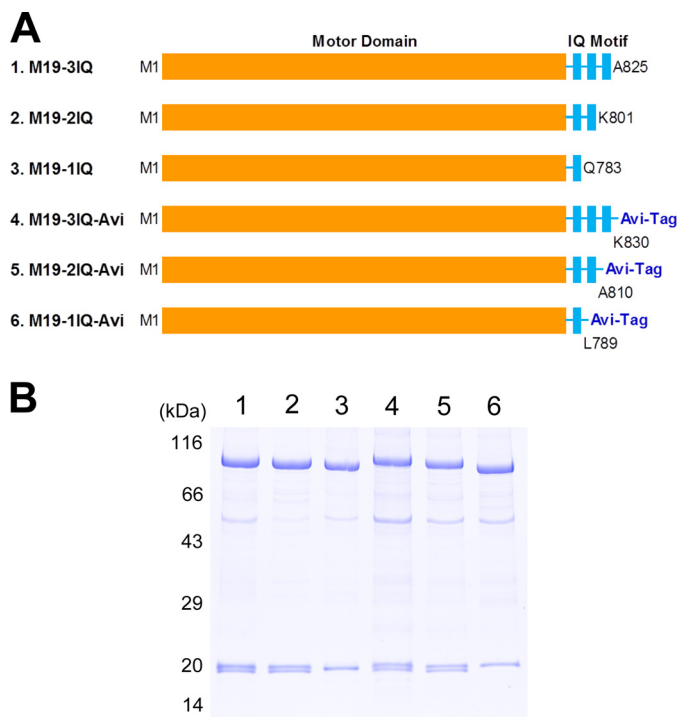 A
Motor Domain IQ Motif
1. M19-3IQ M1 A825
2. M19-2IQ M1 K801
3. M19-1IQ M1 Q783
4. M19-3IQ-Avi M1 Avi-Tag
K830
5. M19-2IQ-Avi M1 Avi-Tag
A810
6. M19-1IQ-Avi M1 Avi-Tag
L789
B
(kDa) 1 2 3 4 5 6
116
66
43
29
20
14